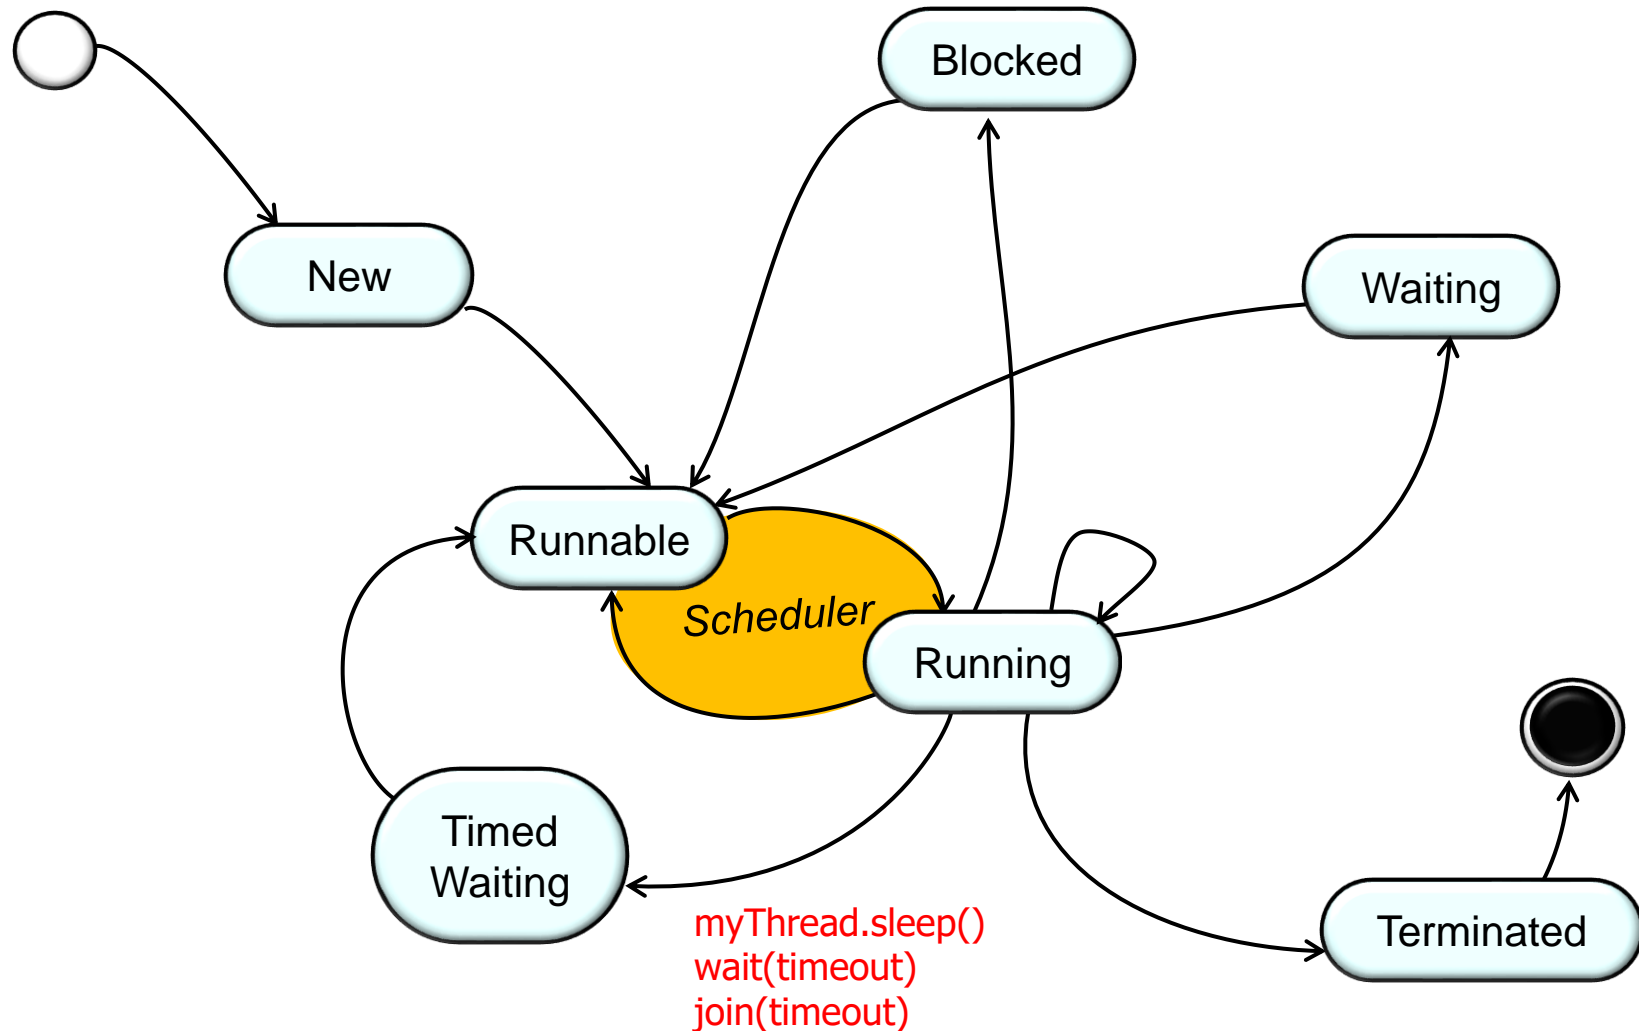 Blocked
New
Waiting
Runnable
Scheduler
Running
Timed
Waiting
Terminated
myThread.sleep()
wait(timeout)
join(timeout)